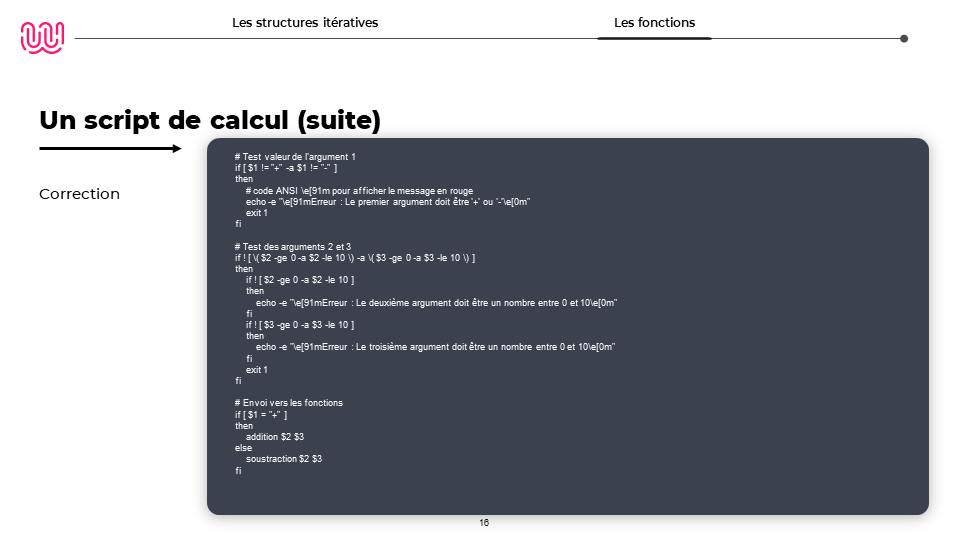 Les structures itératives
Les fonctions
Un script de calcul (suite)
Correction
# Test valeur de l'argument 1
if [ $1 != "+" -a $1 != "-" ]
then
# code ANSI \e[91m pour afficher le message en rouge
echo -e "\e[91mErreur : Le premier argument doit être '+' ou '-'\e[0m"
exit 1
fi
# Test des arguments 2 et 3
if ! [ \( $2 -ge 0 -a $2 -le 10 \) -a \( $3 -ge 0 -a $3 -le 10 \) ]
then
if ! [ $2 -ge 0 -a $2 -le 10 ]
then
echo -e "\e[91mErreur : Le deuxième argument doit être un nombre entre 0 et 10\e[0m"
fi
if ! [ $3 -ge 0 -a $3 -le 10 ]
then
echo -e "\e[91mErreur : Le troisième argument doit être un nombre entre 0 et 10\e[0m"
fi
exit 1
fi
# Envoi vers les fonctions
if [ $1 = "+" ]
then
addition $2 $3
else
soustraction $2 $3
fi
16